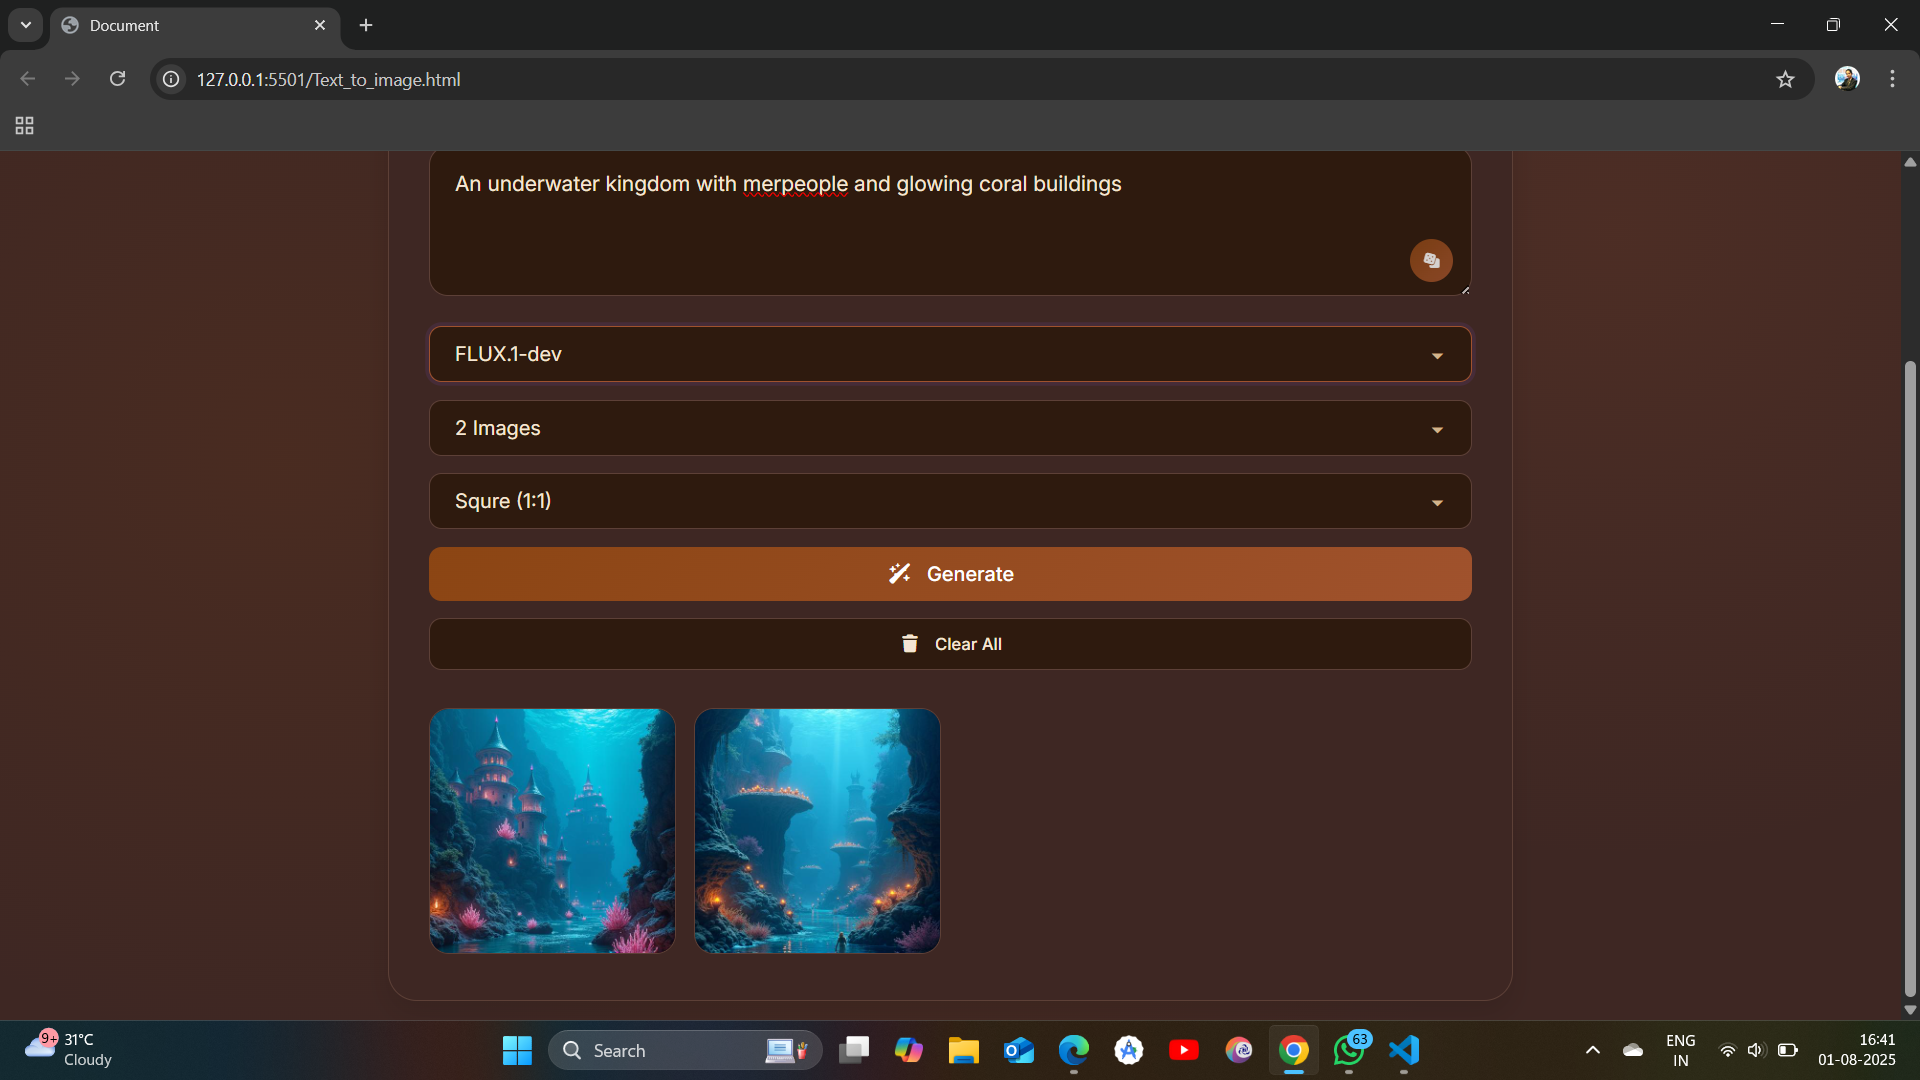 Document
127.0.0.1:5501/Text_to_image.html
An underwater kingdom with merpeople and glowing coral buildings
FLUX.1-dev
2 Images
Squre (1:1)
Generate
Clear All
9+
31°C
Cloudy
Search
63
ENG
IN
16:41
01-08-2025